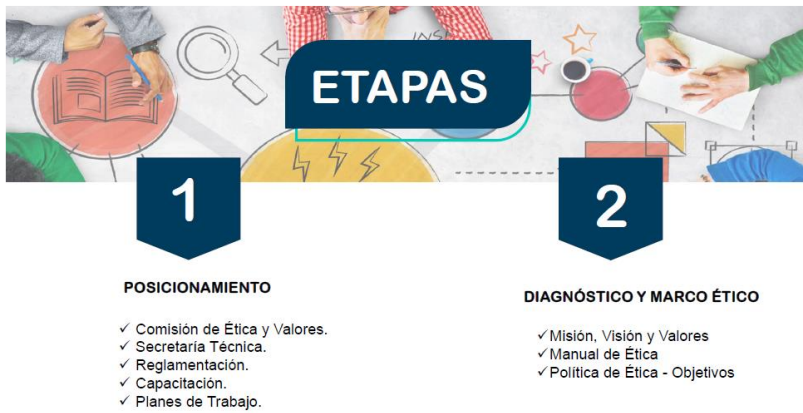 INS
ETAPAS
1
2
POSICIONAMIENTO
✓ Comisión de Ética y Valores.
✓ Secretaría Técnica.
✓ Reglamentación.
✓ Capacitación.
✓ Planes de Trabajo.
DIAGNÓSTICO Y MARCO ÉTICO
✓Misión, Visión y Valores
✓Manual de Ética
✓Política de Ética - Objetivos